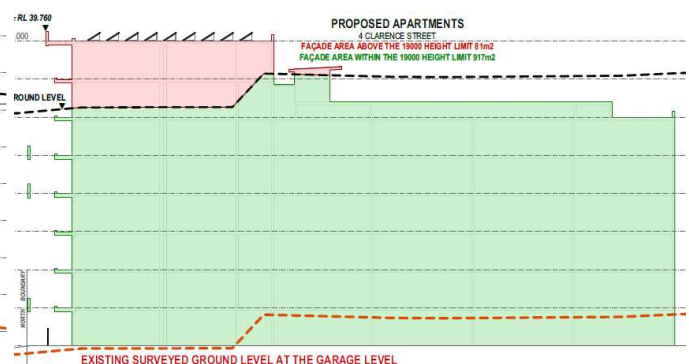 RL 39.760
.000
PROPOSED APARTMENTS
4 CLARENCE STREET
FAÇADE AREA ABOVE THE 19000 HEIGHT LIMIT 81m2
FAÇADE AREA WITHIN THE 19000 HEIGHT LIMIT 917m2
ROUND LEVEL
NORTH BOUNDARY
EXISTING SURVEYED GROUND LEVEL AT THE GARAGE LEVEL